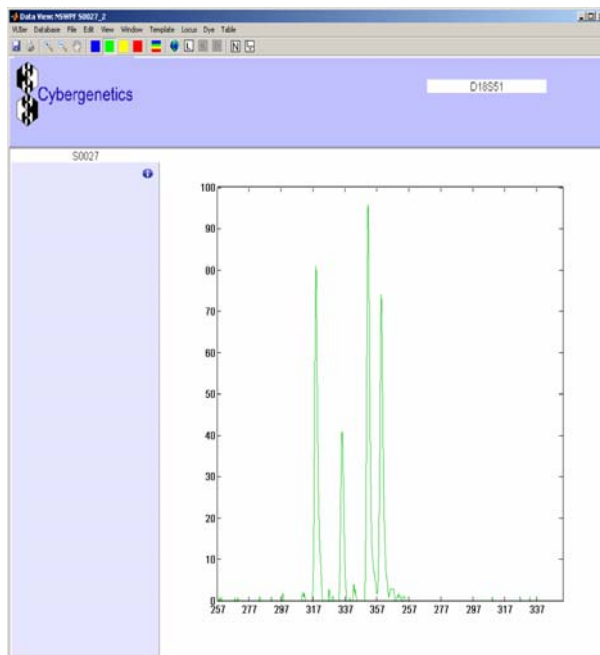 Data View: NSWPF S0027_2
VUIer Database File Edit View Window Template Locus Dye Table
L
N
Cybergenetics
D18S51
S0027
100
90
80
70
60
50
40
30
20
10
0
257 277 297 317 337 357 257 277 297 317 337